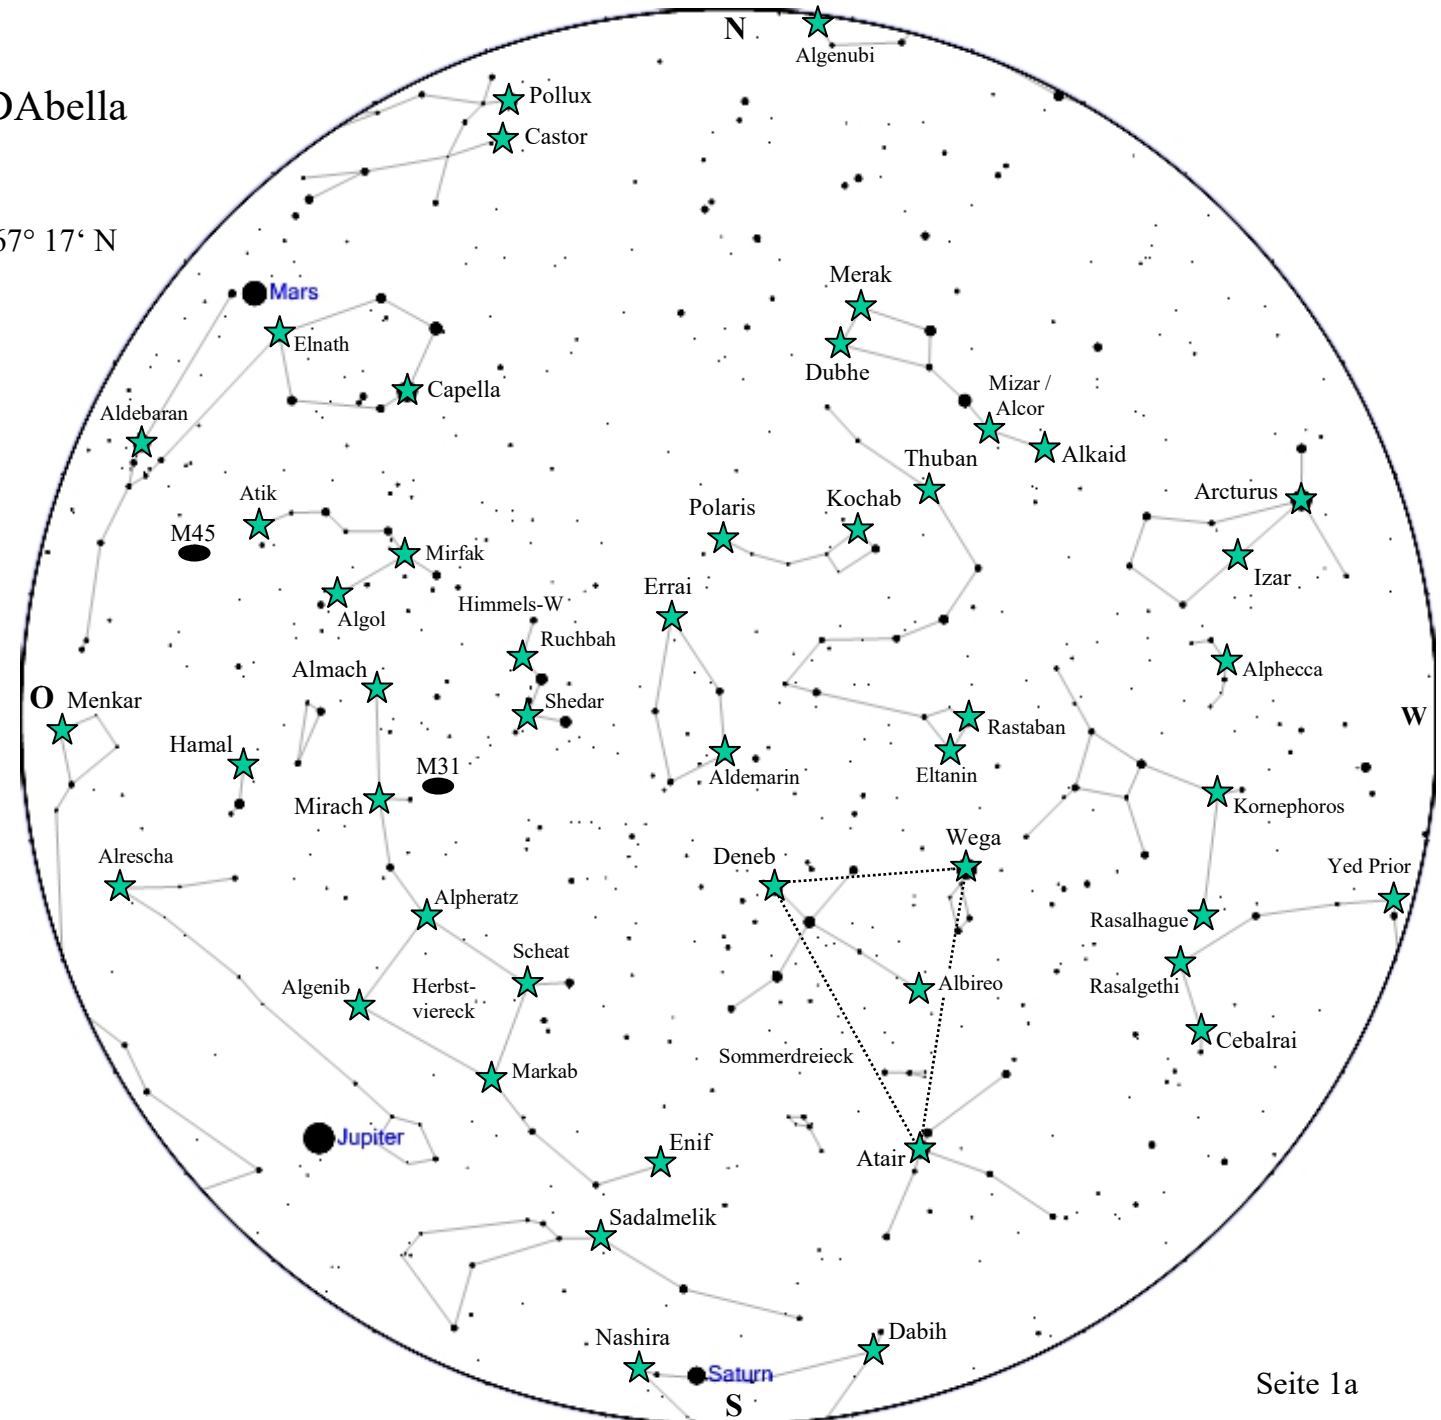 N
Algenubi
Pollux
DAbella
Castor
67° 17‘ N
Merak
Mars
Elnath
Dubhe
Mizar /
Alcor
Capella
Aldebaran
Alkaid
Thuban
Atik
Polaris
Kochab
Arcturus
M45
Mirfak
Izar
Errai
Himmels-W
Algol
Ruchbah
Almach
Alphecca
O
Menkar
Shedar
W
Rastaban
Hamal
M31
Aldemarin
Eltanin
Mirach
Kornephoros
Wega
Alrescha
Deneb
Yed Prior
Alpheratz
Rasalhague
Scheat
Algenib
Herbst-
viereck
Albireo
Rasalgethi
Cebalrai
Sommerdreieck
Markab
Jupiter
Enif
Atair
Sadalmelik
Nashira
Dabih
Saturn
Seite 1a
S